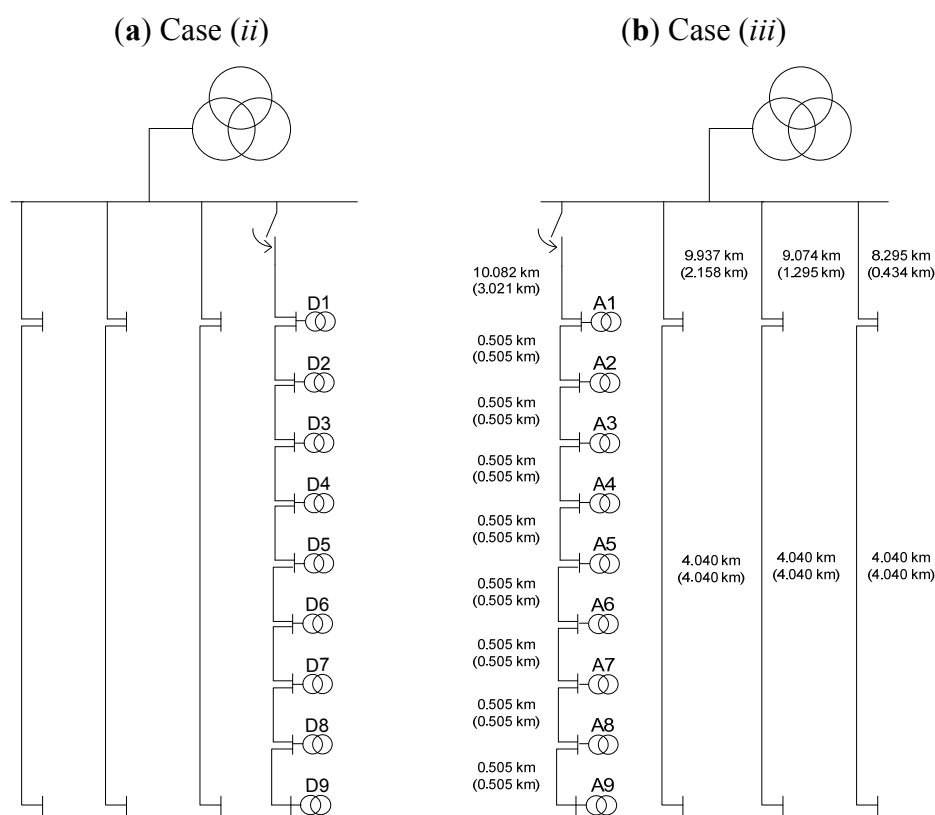 (a) Case (ii)
(b) Case (iii)
D1
D2
D3
D4
D5
D6
D7
D8
D9
10.082 km
(3.021 km)
A1
0.505 km
(0.505 km)
A2
0.505 km
(0.505 km)
A3
0.505 km
(0.505 km)
A4
0.505 km
(0.505 km)
A5
0.505 km
(0.505 km)
A6
0.505 km
(0.505 km)
A7
0.505 km
(0.505 km)
A8
0.505 km
(0.505 km)
A9
9.937 km
(2.158 km)
9.074 km
(1.295 km)
8.295 km
(0.434 km)
4.040 km
(4.040 km)
4.040 km
(4.040 km)
4.040 km
(4.040 km)